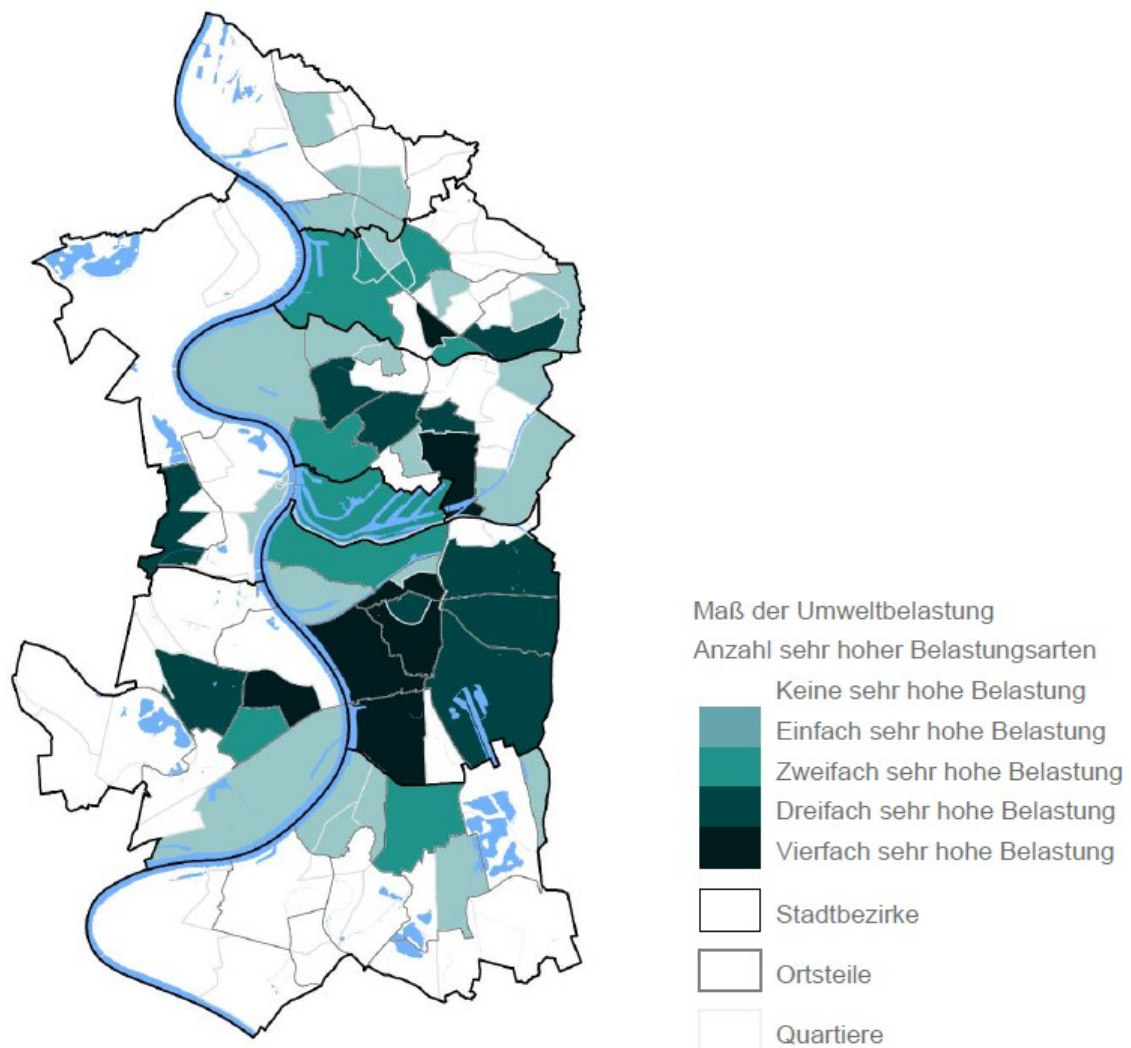 Maß der Umweltbelastung
Anzahl sehr hoher Belastungsarten
Keine sehr hohe Belastung
Einfach sehr hohe Belastung
Zweifach sehr hohe Belastung
Dreifach sehr hohe Belastung
Vierfach sehr hohe Belastung
Stadtbezirke
Ortsteile
Quartiere